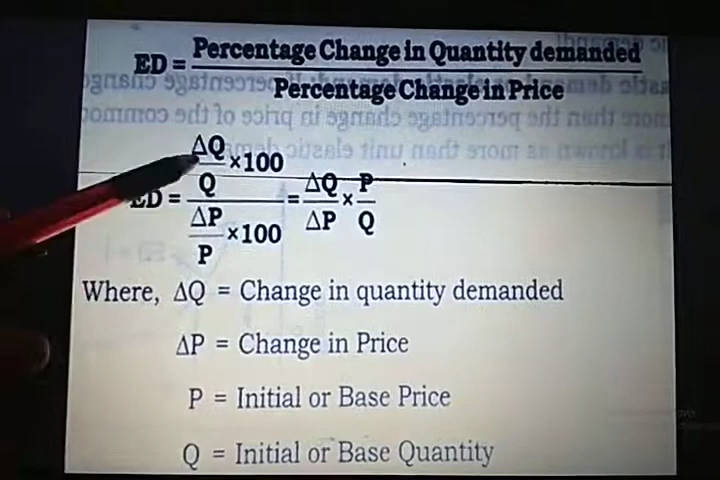 ED = Percentage Change in Quantity demanded / Percentage Change in Price
ED = ΔQ/Q ×100 / ΔP/P ×100 = ΔQ/ΔP × P/Q
Where, ΔQ = Change in quantity demanded
ΔP = Change in Price
P = Initial or Base Price
Q = Initial or Base Quantity